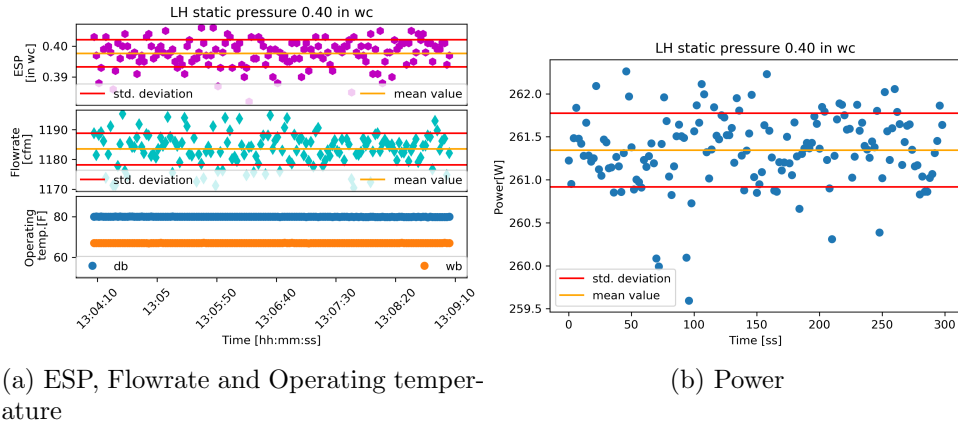 LH static pressure 0.40 in wc
0.40
0.39
ESP
[in wc]
std. deviation
mean value
1190
1180
1170
Flowrate
[cfm]
std. deviation
mean value
80
60
Operating
temp.[F]
db
wb
13:04:10
13:05
13:05:50
13:06:40
13:07:30
13:08:20
13:09:10
Time [hh:mm:ss]
LH static pressure 0.40 in wc
262.0
261.5
261.0
260.5
260.0
259.5
Power[W]
std. deviation
mean value
0
50
100
150
200
250
300
Time [ss]
(a) ESP, Flowrate and Operating temper-
ature
(b) Power